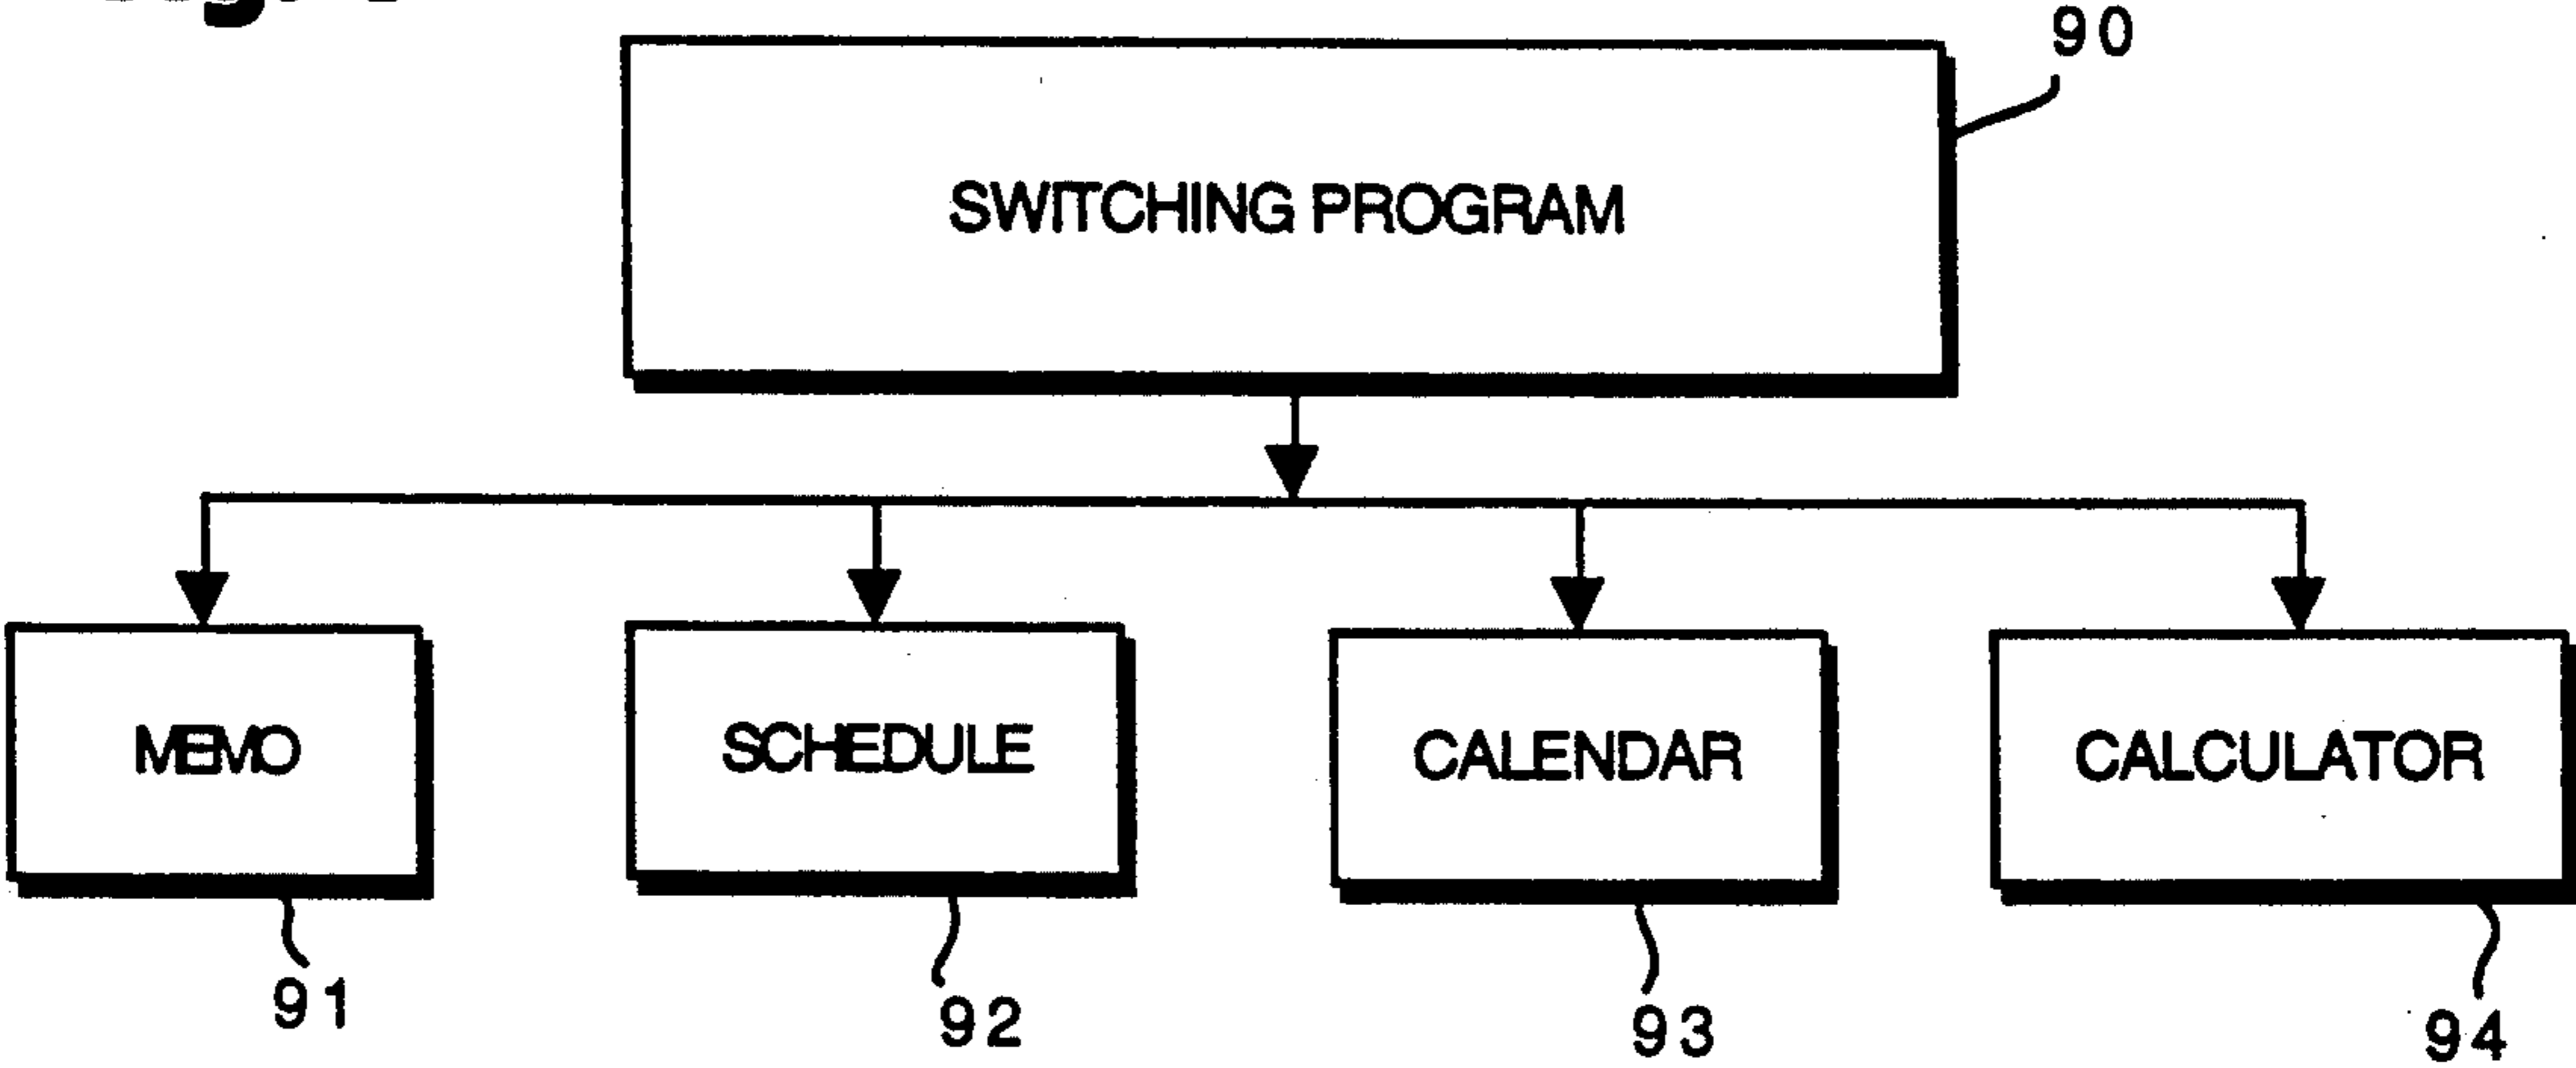 90
SWITCHING PROGRAM
MEMO
SCHEDULE
CALENDAR
CALCULATOR
91
92
93
94